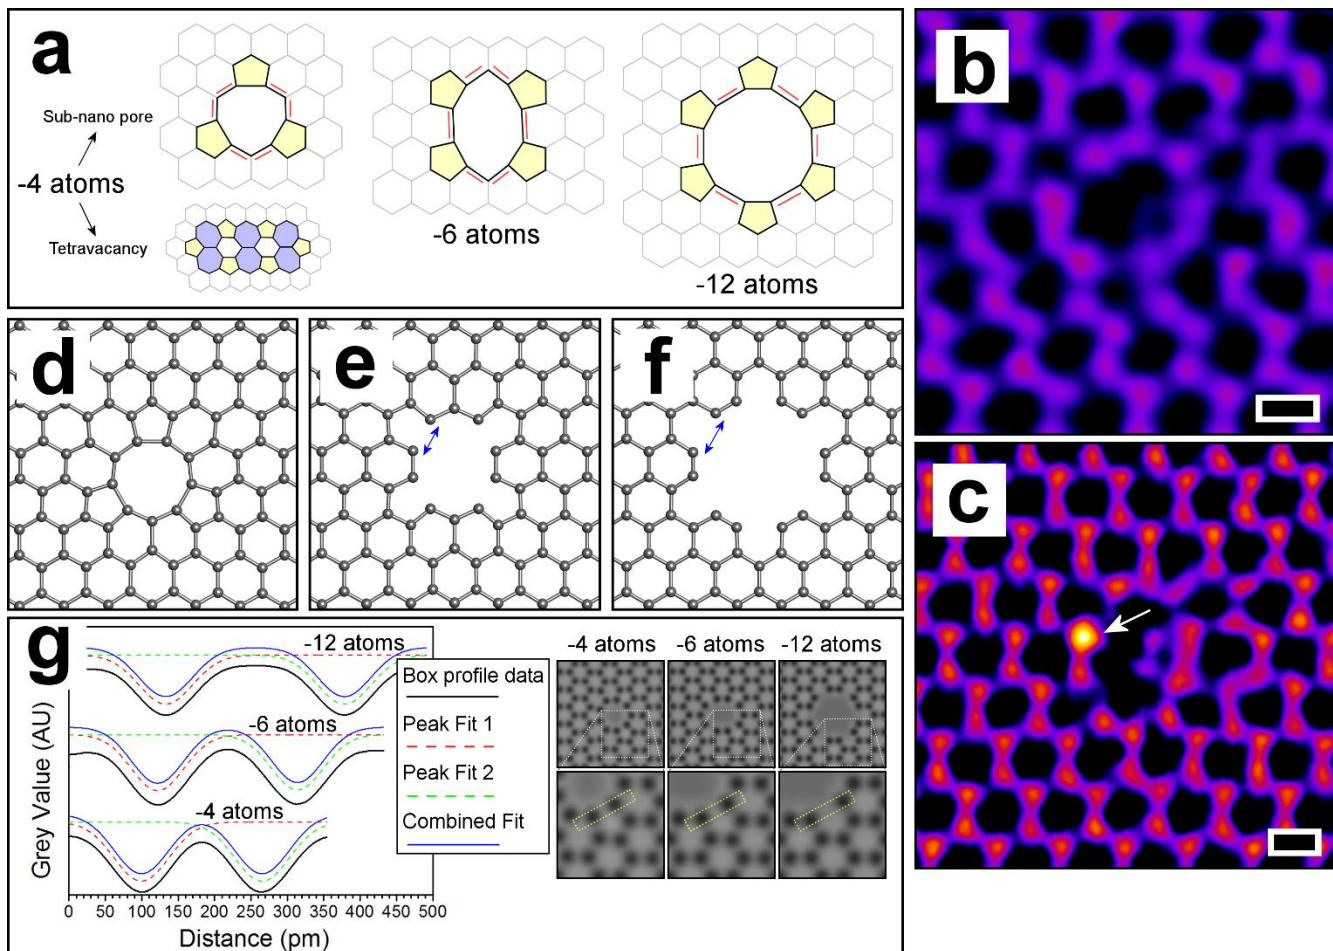 a
Sub-nano pore
-4 atoms
Tetravacancy
-6 atoms
-12 atoms
b
c
d
e
f
g
-12 atoms
-6 atoms
-4 atoms
Grey Value (AU)
0 50 100 150 200 250 300 350 400 450 500
Distance (pm)
Box profile data
Peak Fit 1
Peak Fit 2
Combined Fit
-4 atoms -6 atoms -12 atoms